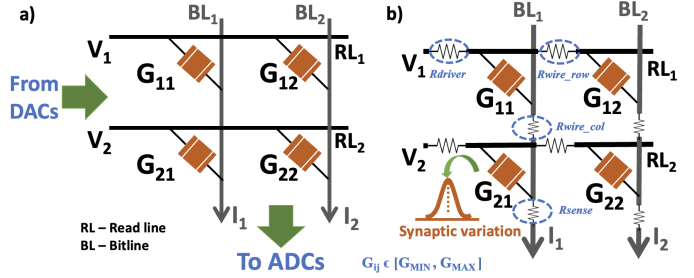 a)
BL1
BL2
V1
RL1
G11
G12
From
DACs
V2
RL2
G21
G22
I1
I2
RL – Read line
BL – Bitline
To ADCs
b)
BL1
BL2
V1
Rdriver
Rwire_row
RL1
G11
G12
Rwire_col
V2
RL2
G21
G22
Rsense
Synaptic variation
I1
I2
Gij ϵ [GMIN , GMAX]